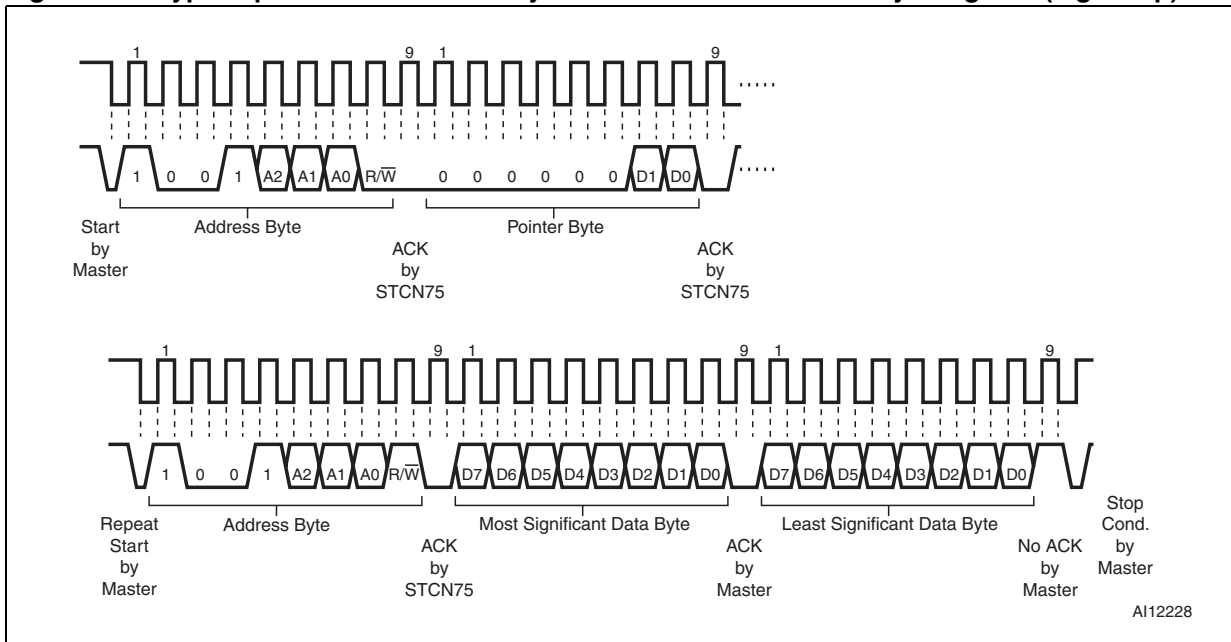 1 9 1 9
1 0 0 1 A2 A1 A0 R/W̅ 0 0 0 0 0 0 D1 D0
Start
by
Master
Address Byte
ACK
by
STCN75
Pointer Byte
ACK
by
STCN75
1 9 1 9 1 9
1 0 0 1 A2 A1 A0 R/W̅ D7 D6 D5 D4 D3 D2 D1 D0 D7 D6 D5 D4 D3 D2 D1 D0
Repeat
Start
by
Master
Address Byte
ACK
by
STCN75
Most Significant Data Byte
ACK
by
Master
Least Significant Data Byte
No ACK
by
Master
Stop
Cond.
by
Master
AI12228